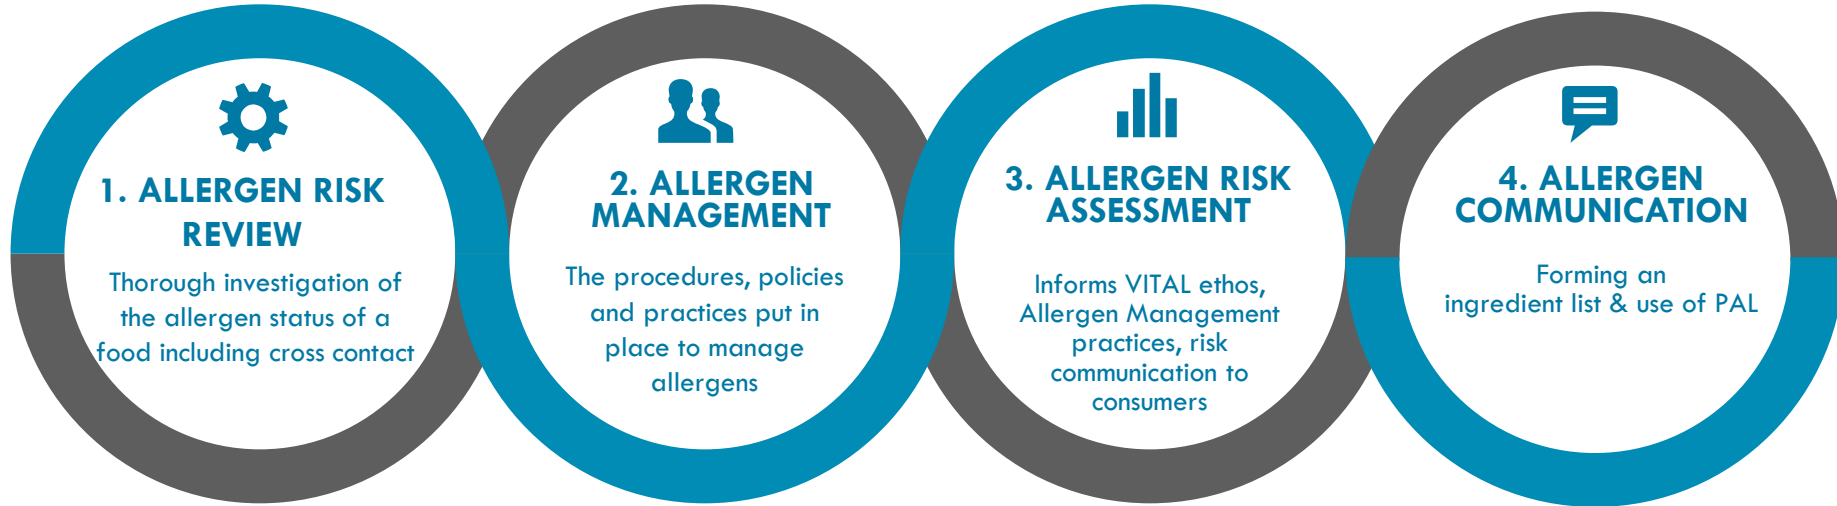 1. ALLERGEN RISK
REVIEW
Thorough investigation of
the allergen status of a
food including cross contact
2. ALLERGEN
MANAGEMENT
The procedures, policies
and practices put in
place to manage
allergens
3. ALLERGEN RISK
ASSESSMENT
Informs VITAL ethos,
Allergen Management
practices, risk
communication to
consumers
4. ALLERGEN
COMMUNICATION
Forming an
ingredient list & use of PAL